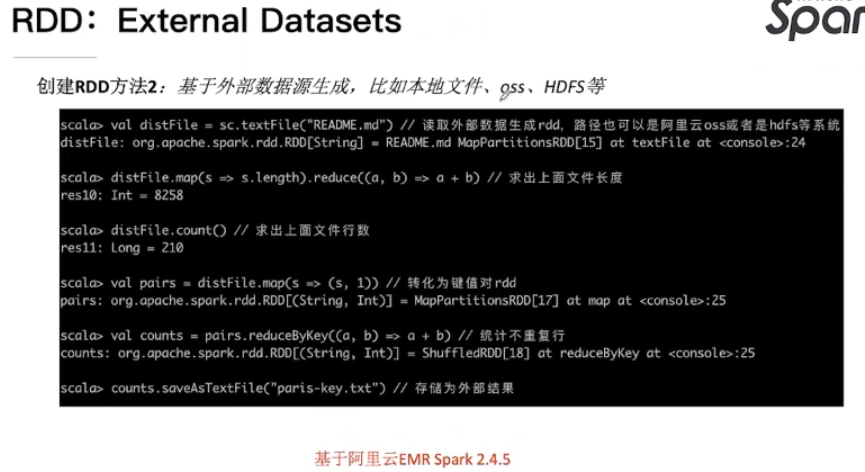 RDD：External Datasets
Spar
创建RDD方法2：基于外部数据源生成，比如本地文件、oss、HDFS等
scala> val distFile = sc.textFile("README.md") // 读取外部数据生成rdd，路径也可以是阿里云oss或者是hdfs等系统
distFile: org.apache.spark.rdd.RDD[String] = README.md MapPartitionsRDD[15] at textFile at <console>:24
scala> distFile.map(s => s.length).reduce((a, b) => a + b) // 求出上面文件长度
res10: Int = 8258
scala> distFile.count() // 求出上面文件行数
res11: Long = 210
scala> val pairs = distFile.map(s => (s, 1)) // 转化为键值对rdd
pairs: org.apache.spark.rdd.RDD[(String, Int)] = MapPartitionsRDD[17] at map at <console>:25
scala> val counts = pairs.reduceByKey((a, b) => a + b) // 统计不重复行
counts: org.apache.spark.rdd.RDD[(String, Int)] = ShuffledRDD[18] at reduceByKey at <console>:25
scala> counts.saveAsTextFile("paris-key.txt") // 存储为外部结果
基于阿里云EMR Spark 2.4.5